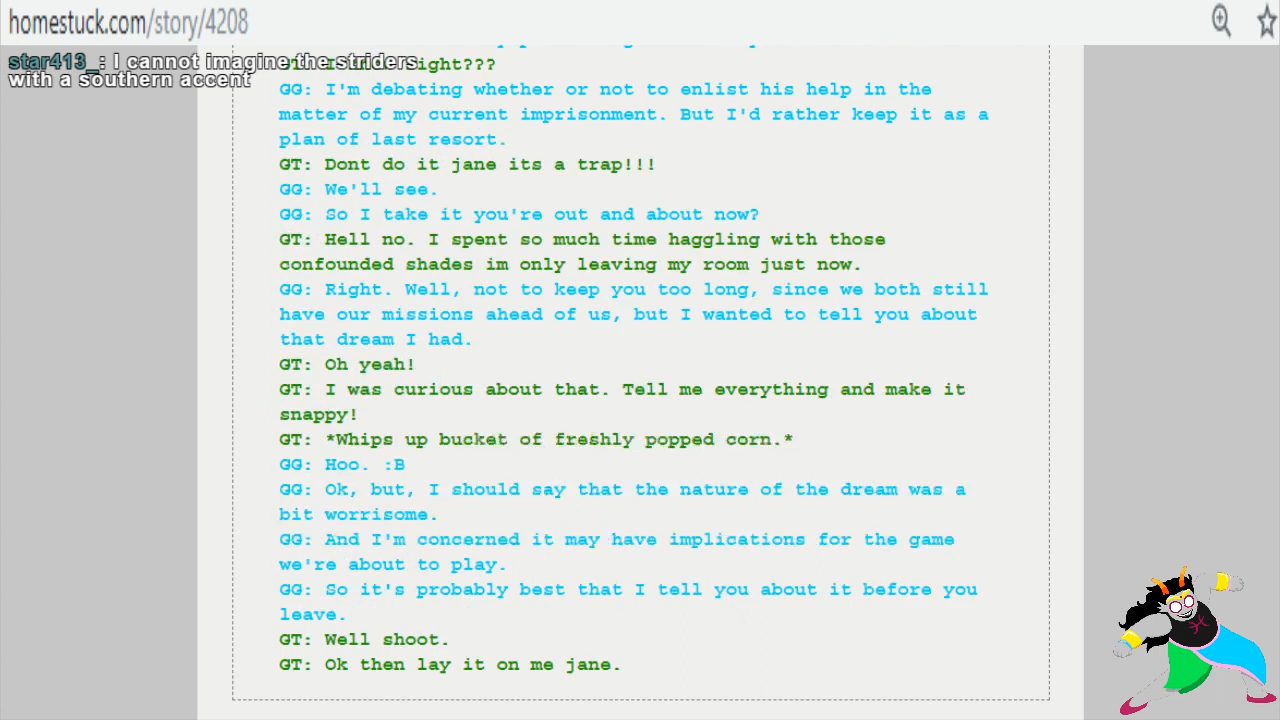 homestuck.com/story/4208
star413_: I cannot imagine the striders
with a southern accent
ight???
GG: I'm debating whether or not to enlist his help in the
matter of my current imprisonment. But I'd rather keep it as a
plan of last resort.
GT: Dont do it jane its a trap!!!
GG: We'll see.
GG: So I take it you're out and about now?
GT: Hell no. I spent so much time haggling with those
confounded shades im only leaving my room just now.
GG: Right. Well, not to keep you too long, since we both still
have our missions ahead of us, but I wanted to tell you about
that dream I had.
GT: Oh yeah!
GT: I was curious about that. Tell me everything and make it
snappy!
GT: *Whips up bucket of freshly popped corn.*
GG: Hoo. :B
GG: Ok, but, I should say that the nature of the dream was a
bit worrisome.
GG: And I'm concerned it may have implications for the game
we're about to play.
GG: So it's probably best that I tell you about it before you
leave.
GT: Well shoot.
GT: Ok then lay it on me jane.